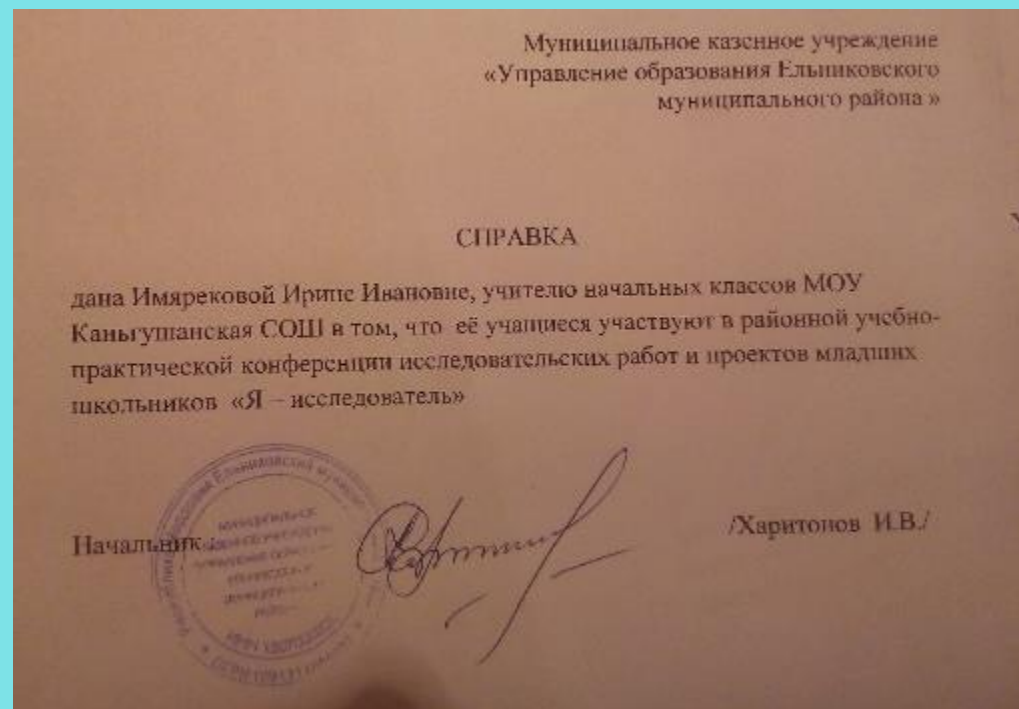 Муниципальное казенное учреждение
«Управление образования Ельниковского
муниципального района »
СПРАВКА
дана Имярековой Ирине Ивановне, учителю начальных классов МОУ
Каньгушанская СОШ в том, что её учащиеся участвуют в районной учебно-
практической конференции исследовательских работ и проектов младших
школьников «Я – исследователь»
Начальник :
/Харитонов И.В./